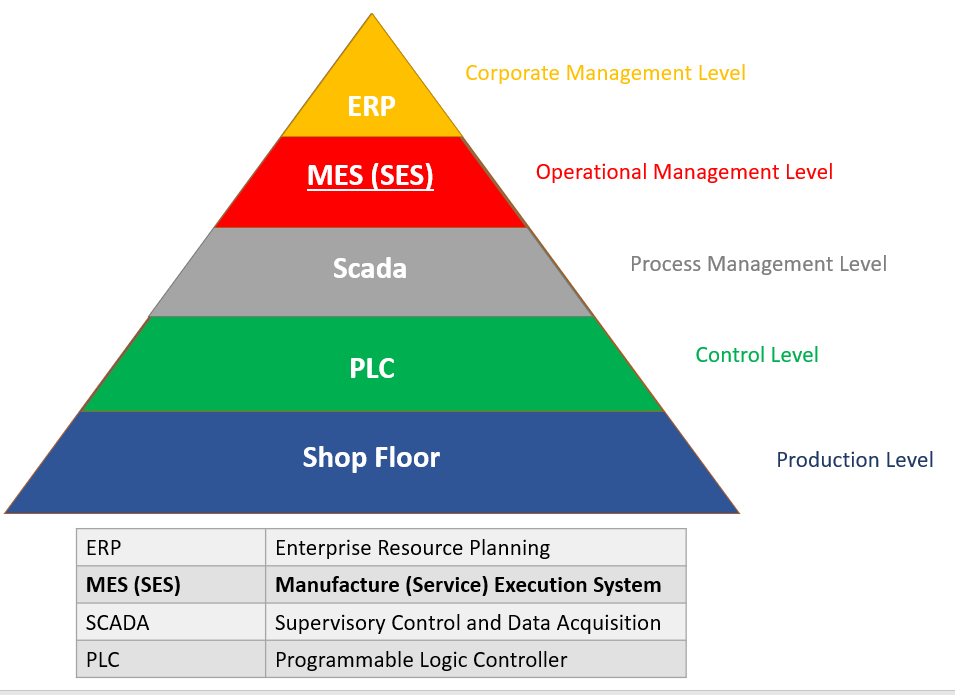 Corporate Management Level
ERP
MES (SES)
Operational Management Level
Scada
Process Management Level
PLC
Control Level
Shop Floor
Production Level
ERP Enterprise Resource Planning
MES (SES) Manufacture (Service) Execution System
SCADA Supervisory Control and Data Acquisition
PLC Programmable Logic Controller